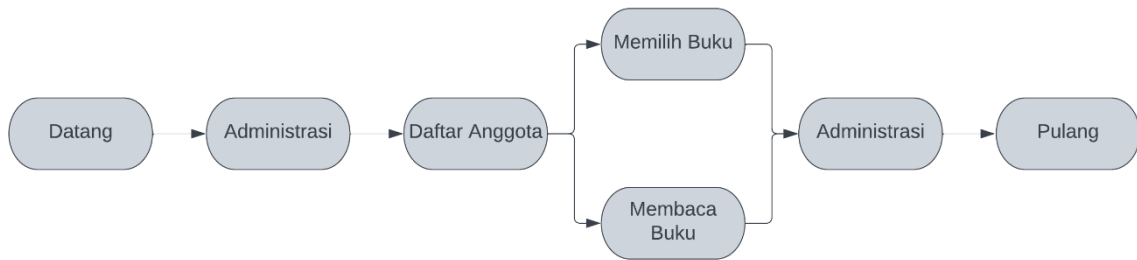 Datang
Administrasi
Daftar Anggota
Memilih Buku
Membaca
Buku
Administrasi
Pulang